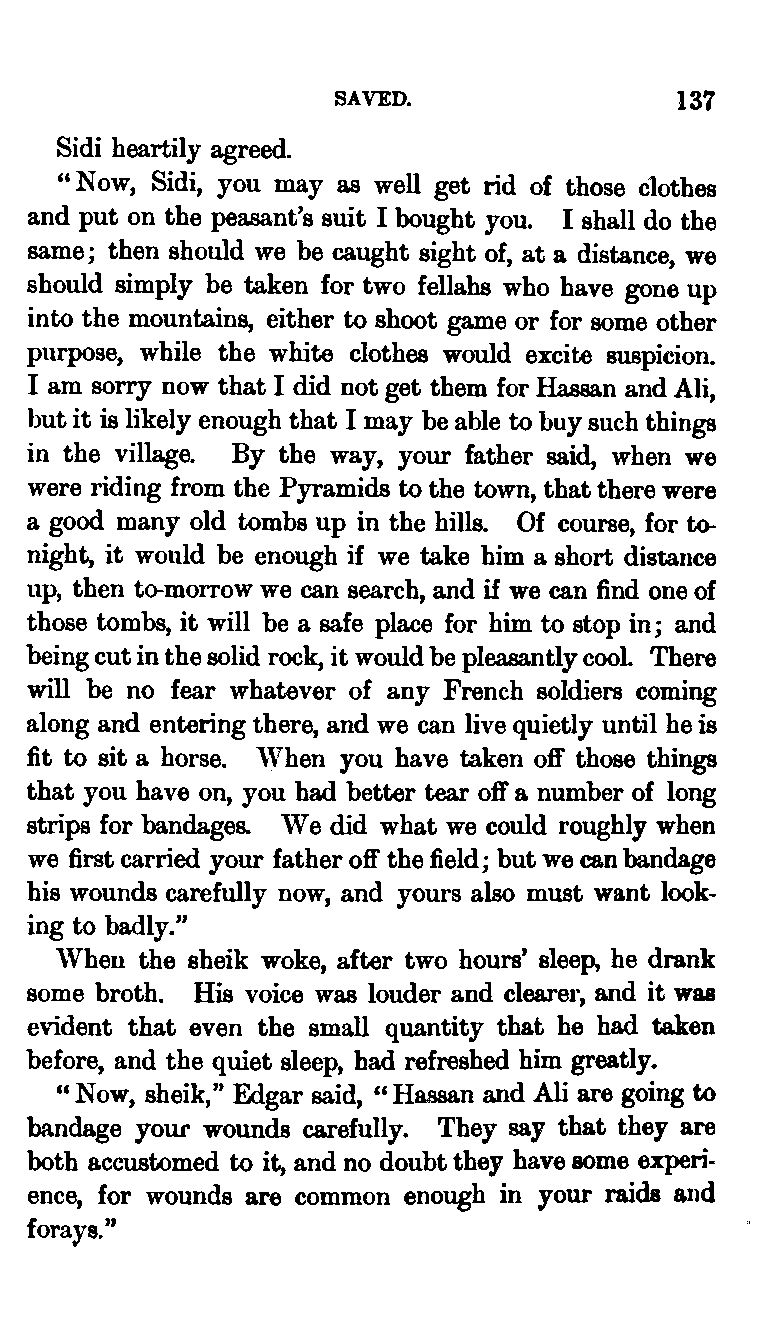 SAVED. 137
Sidi heartily agreed.
“Now, Sidi, you may as well get rid of those clothes
and put on the peasant’s suit I bought you. I shall do the
same; then should we be caught sight of, at a distance, we
should simply be taken for two fellahs who have gone up
into the mountains, either to shoot game or for some other
purpose, while the white clothes would excite suspicion.
I am sorry now that I did not get them for Hassan and Ali,
but it is likely enough that I may be able to buy such things
in the village. By the way, your father said, when we
were riding from the Pyramids to the town, that there were
a good many old tombs up in the hills. Of course, for to-
night, it would be enough if we take him a short distance
up, then to-morrow we can search, and if we can find one of
those tombs, it will be a safe place for him to stop in; and
being cut in the solid rock, it would be pleasantly cool. There
will be no fear whatever of any French soldiers coming
along and entering there, and we can live quietly until he is
fit to sit a horse. When you have taken off those things
that you have on, you had better tear off a number of long
strips for bandages. We did what we could roughly when
we first carried your father off the field; but we can bandage
his wounds carefully now, and yours also must want look-
ing to badly.”
When the sheik woke, after two hours’ sleep, he drank
some broth. His voice was louder and clearer, and it was
evident that even the small quantity that he had taken
before, and the quiet sleep, had refreshed him greatly.
“Now, sheik,” Edgar said, “Hassan and Ali are going to
bandage your wounds carefully. They say that they are
both accustomed to it, and no doubt they have some experi-
ence, for wounds are common enough in your raids and
forays.”